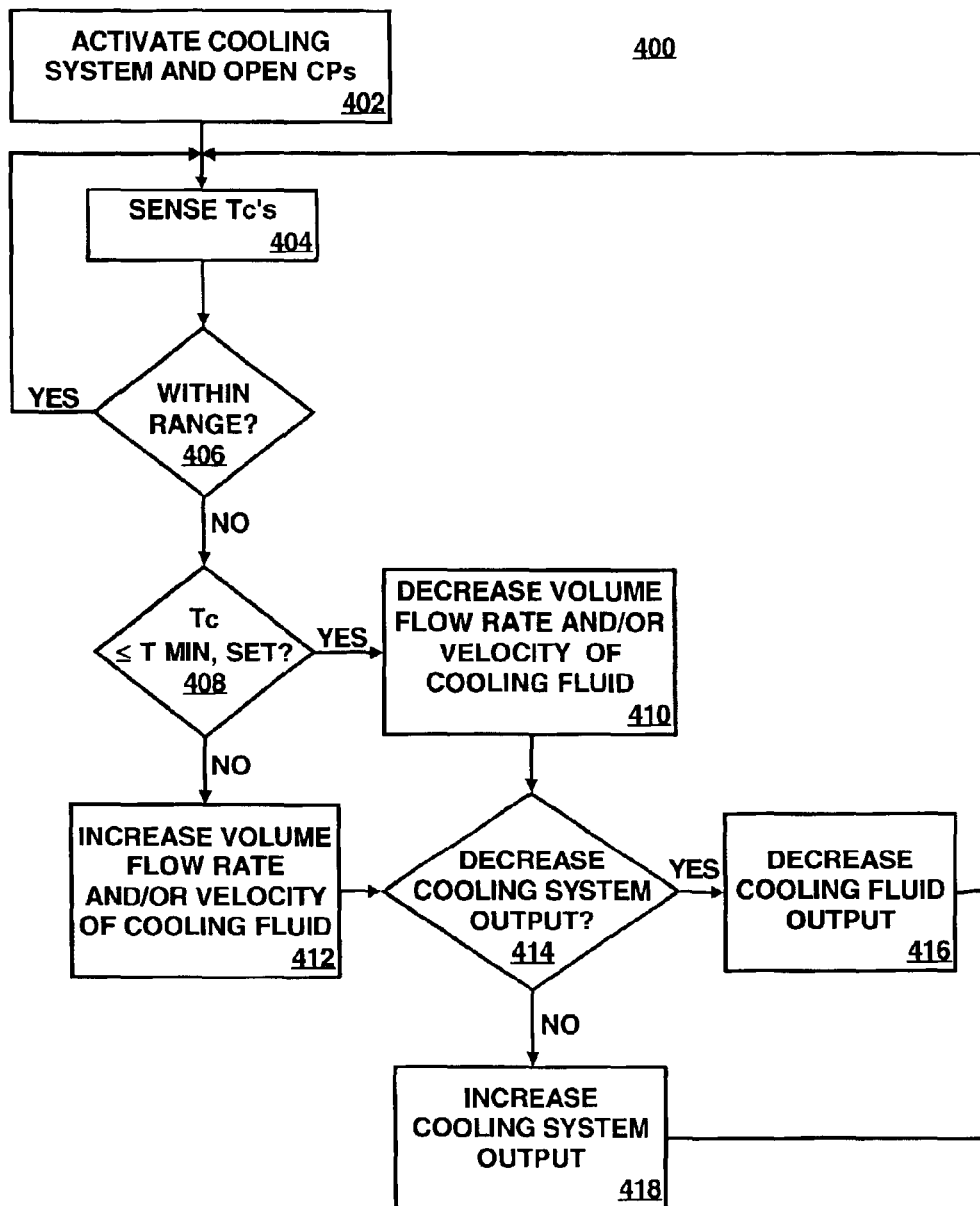 ACTIVATE COOLING
SYSTEM AND OPEN CPs
402
400
SENSE Tc's
404
YES
WITHIN
RANGE?
406
NO
Tc
≤ T MIN, SET?
408
YES
DECREASE VOLUME
FLOW RATE AND/OR
VELOCITY OF
COOLING FLUID
410
NO
INCREASE VOLUME
FLOW RATE
AND/OR VELOCITY
OF COOLING FLUID
412
DECREASE
COOLING SYSTEM
OUTPUT?
414
YES
DECREASE
COOLING FLUID
OUTPUT
416
NO
INCREASE
COOLING SYSTEM
OUTPUT
418